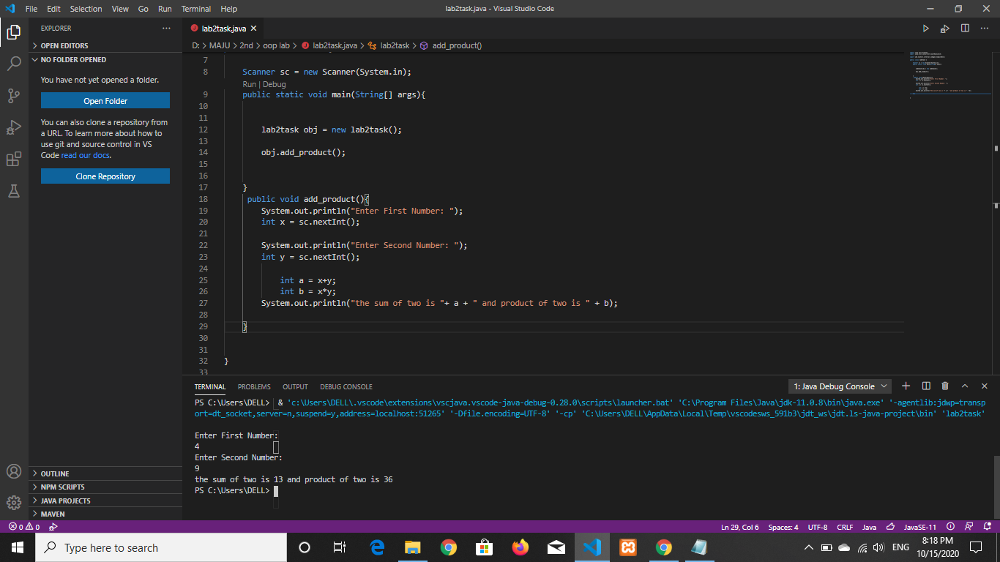 File Edit Selection View Go Run Terminal Help
lab2task.java - Visual Studio Code
EXPLORER
OPEN EDITORS
NO FOLDER OPENED
You have not yet opened a folder.
Open Folder
You can also clone a repository from
a URL. To learn more about how to
use git and source control in VS
Code read our docs.
Clone Repository
OUTLINE
NPM SCRIPTS
JAVA PROJECTS
MAVEN
lab2task.java
D: > MAJU > 2nd > oop lab > lab2task.java > lab2task > add_product()
7
8 Scanner sc = new Scanner(System.in);
Run | Debug
9 public static void main(String[] args){
10
11
12 lab2task obj = new lab2task();
13
14 obj.add_product();
15
16
17 }
18 public void add_product(){
19 System.out.println("Enter First Number: ");
20 int x = sc.nextInt();
21
22 System.out.println("Enter Second Number: ");
23 int y = sc.nextInt();
24
25 int a = x+y;
26 int b = x*y;
27 System.out.println("the sum of two is "+ a + " and product of two is " + b);
28
29 }
30
31
32 }
33
TERMINAL PROBLEMS OUTPUT DEBUG CONSOLE
1: Java Debug Console
PS C:\Users\DELL> & 'c:\Users\DELL\.vscode\extensions\vscjava.vscode-java-debug-0.28.0\scripts\launcher.bat' 'C:\Program Files\Java\jdk-11.0.8\bin\java.exe' '-agentlib:jdwp=transp
ort=dt_socket,server=n,suspend=y,address=localhost:51265' '-Dfile.encoding=UTF-8' '-cp' 'C:\Users\DELL\AppData\Local\Temp\vscodesws_591b3\jdt_ws\jdt.ls-java-project\bin' 'lab2task'
Enter First Number:
4
Enter Second Number:
9
the sum of two is 13 and product of two is 36
PS C:\Users\DELL>
0 0
Ln 29, Col 6 Spaces: 4 UTF-8 CRLF Java JavaSE-11
Type here to search
ENG
8:18 PM
10/15/2020